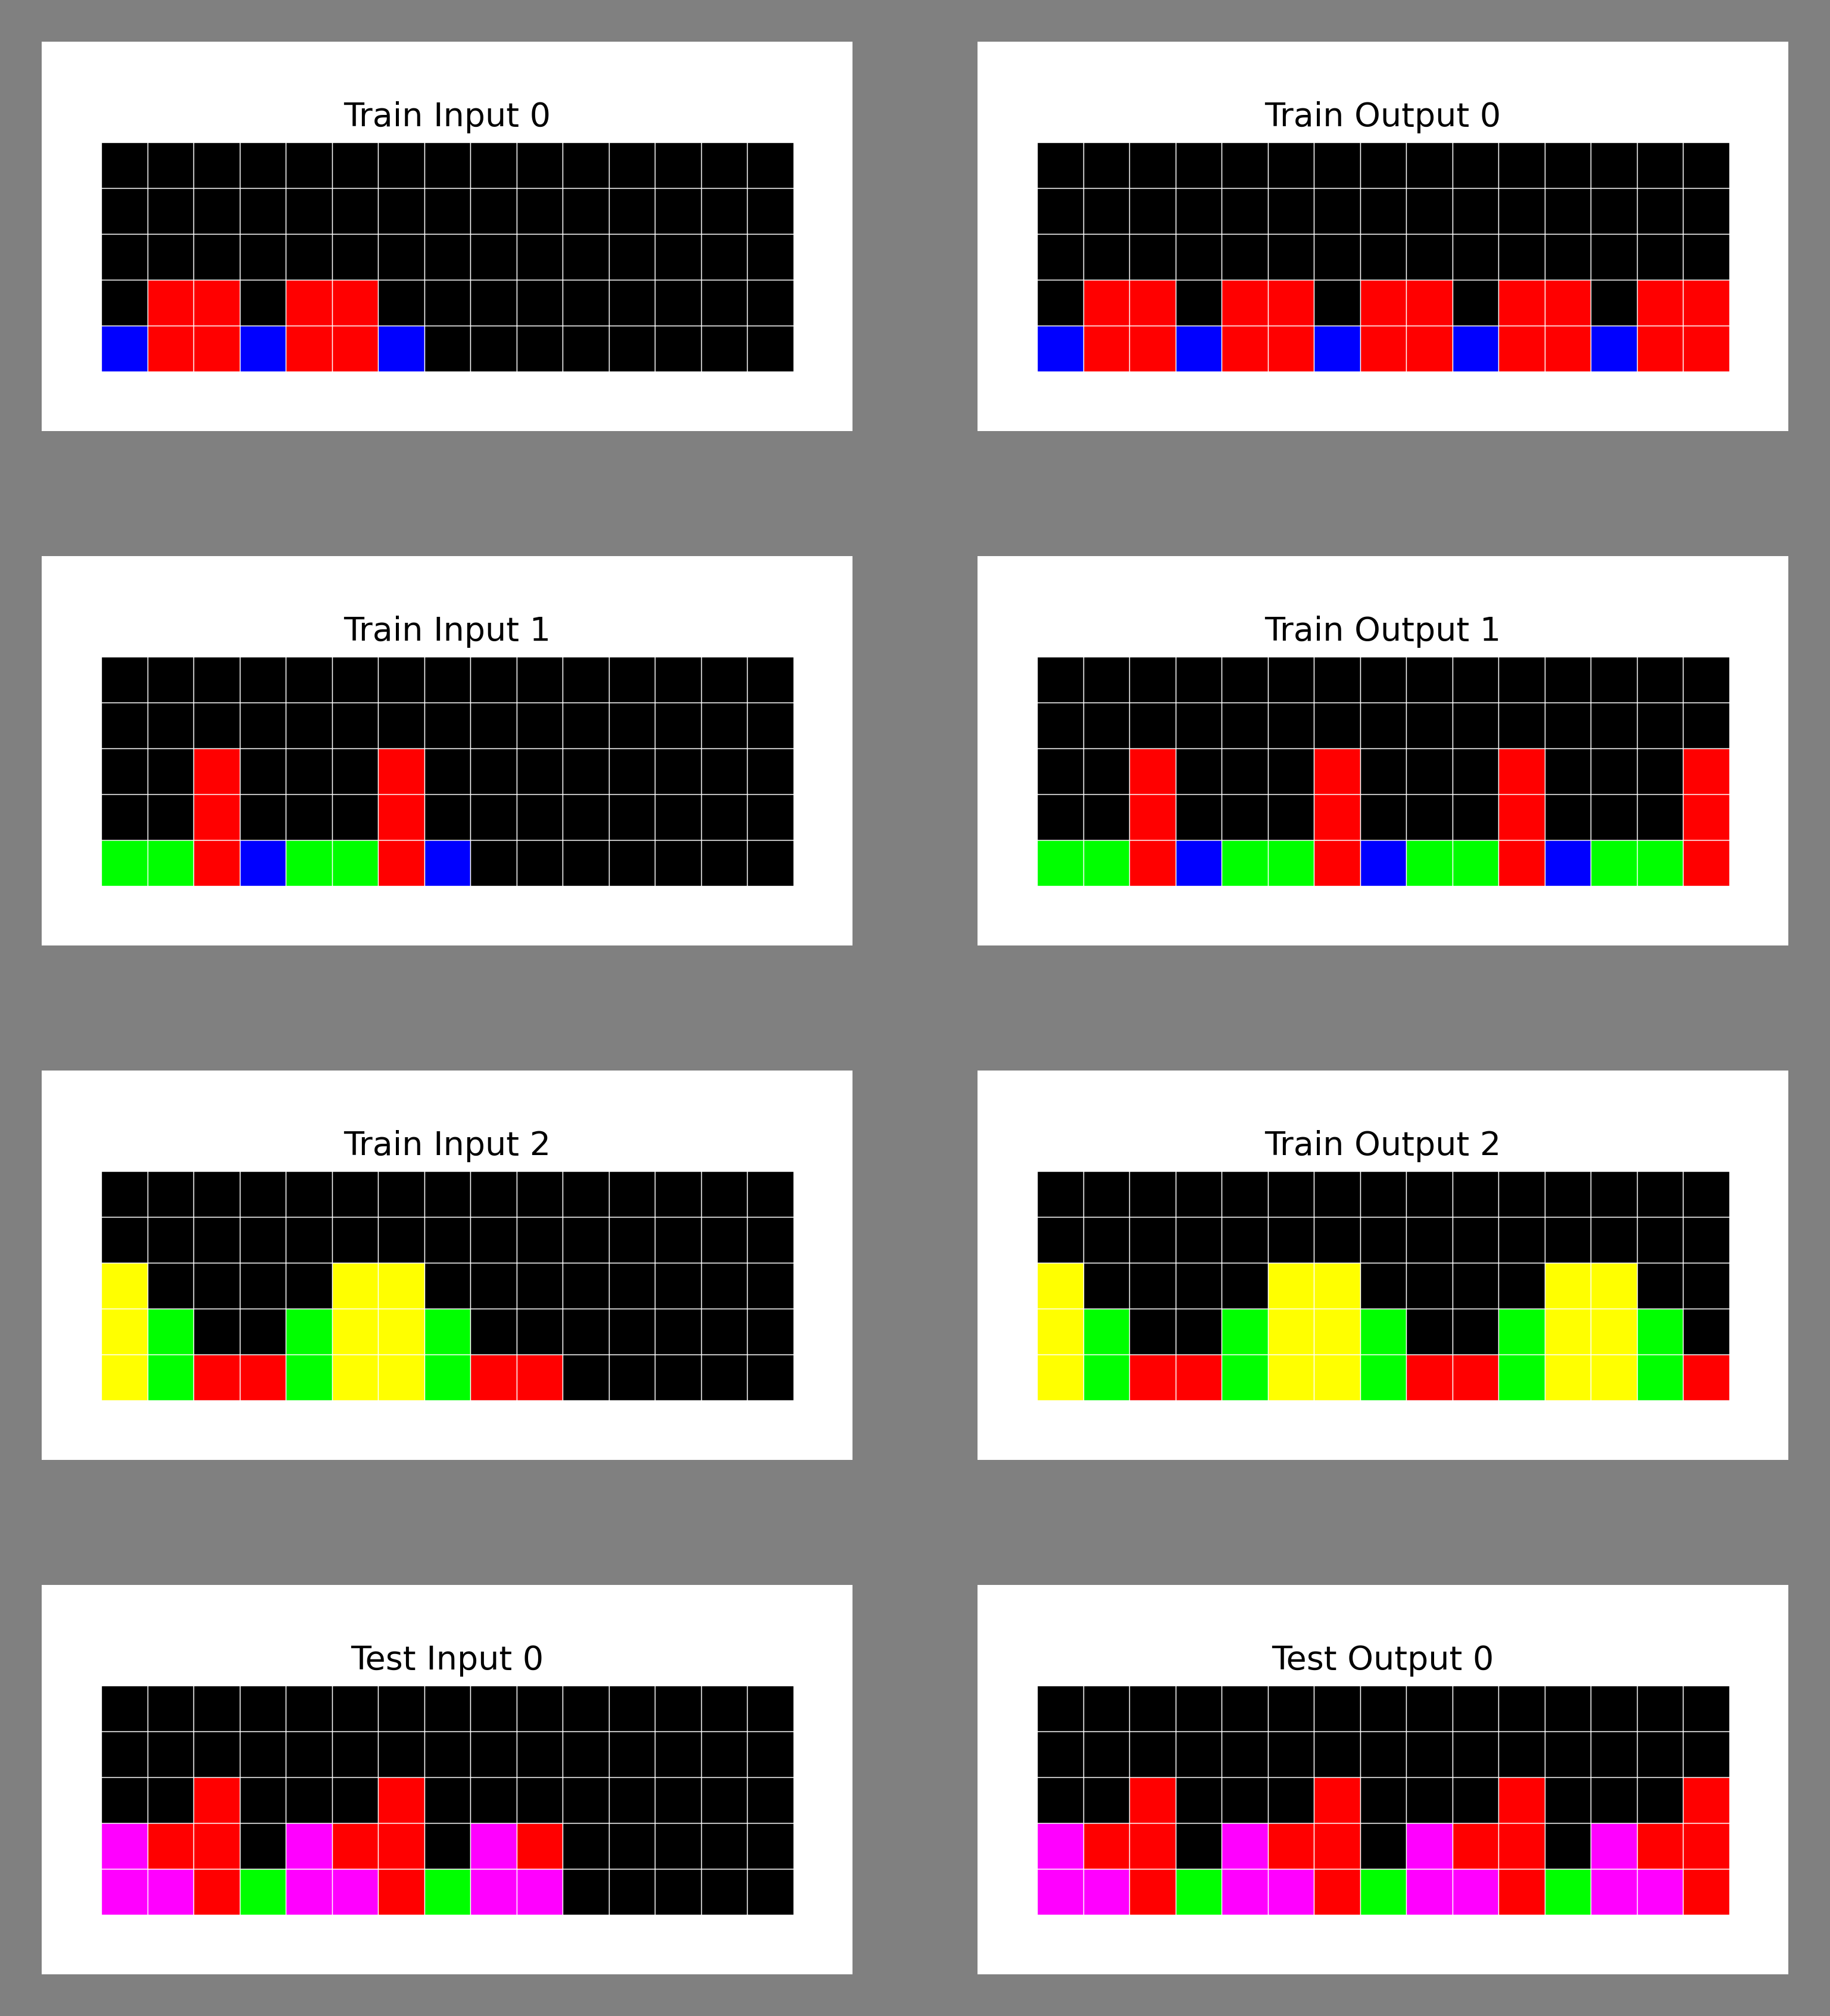 Train Input 0
Train Output 0
Train Input 1
Train Output 1
Train Input 2
Train Output 2
Test Input 0
Test Output 0